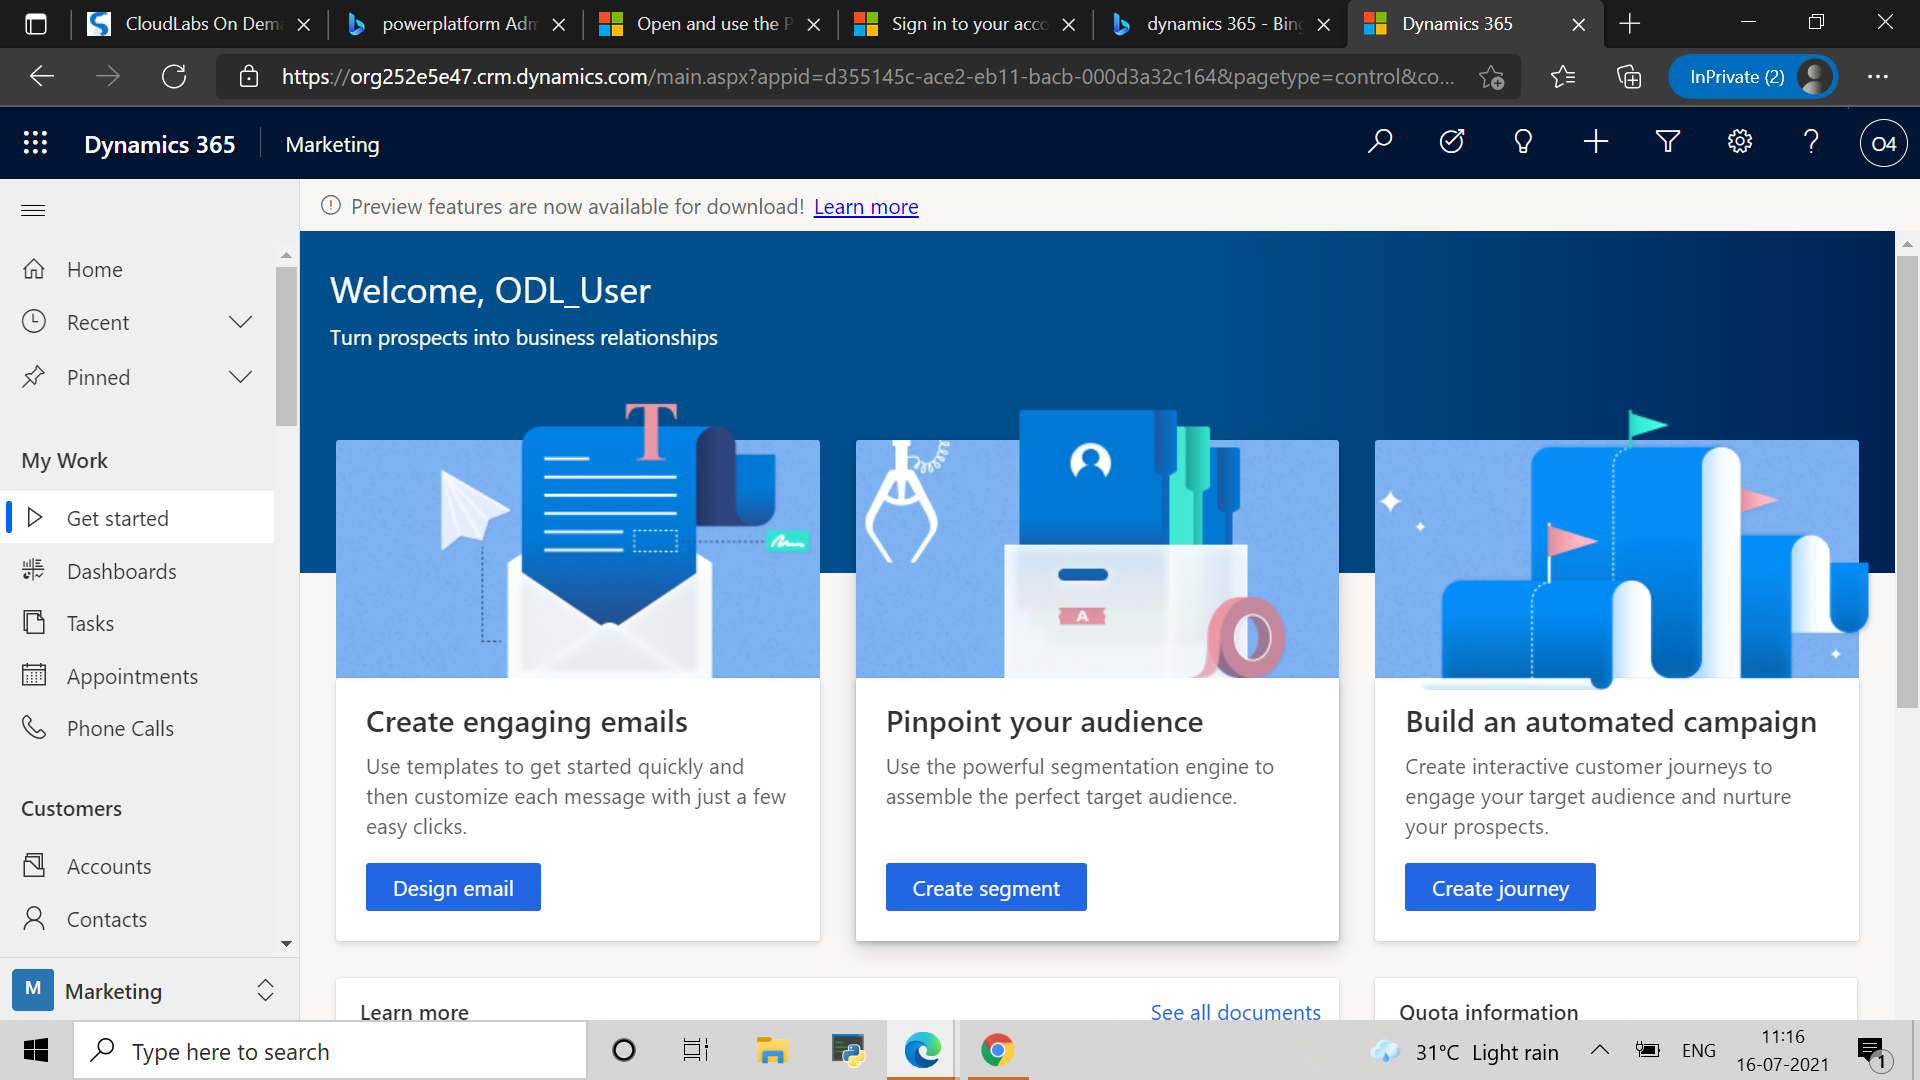 CloudLabs On Dem
powerplatform Adm
Open and use the P
Sign in to your acco
dynamics 365 - Bing
Dynamics 365
https://org252e5e47.crm.dynamics.com/main.aspx?appid=d355145c-ace2-eb11-bacb-000d3a32c164&pagetype=control&co...
InPrivate (2)
Dynamics 365
Marketing
O4
Preview features are now available for download! Learn more
Home
Recent
Pinned
My Work
Get started
Dashboards
Tasks
Appointments
Phone Calls
Customers
Accounts
Contacts
M
Marketing
Welcome, ODL_User
Turn prospects into business relationships
T
Create engaging emails
Use templates to get started quickly and
then customize each message with just a few
easy clicks.
Design email
A
Pinpoint your audience
Use the powerful segmentation engine to
assemble the perfect target audience.
Create segment
Build an automated campaign
Create interactive customer journeys to
engage your target audience and nurture
your prospects.
Create journey
Learn more
See all documents
Quota information
Type here to search
31°C Light rain
ENG
11:16
16-07-2021
1